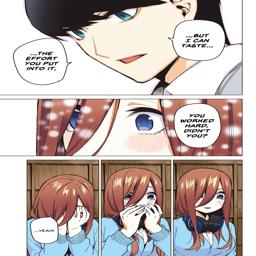 ...BUT
I CAN
TASTE...
...THE
EFFORT
YOU PUT
INTO IT.
YOU
WORKED
HARD,
DIDN'T
YOU?
...YEAH!